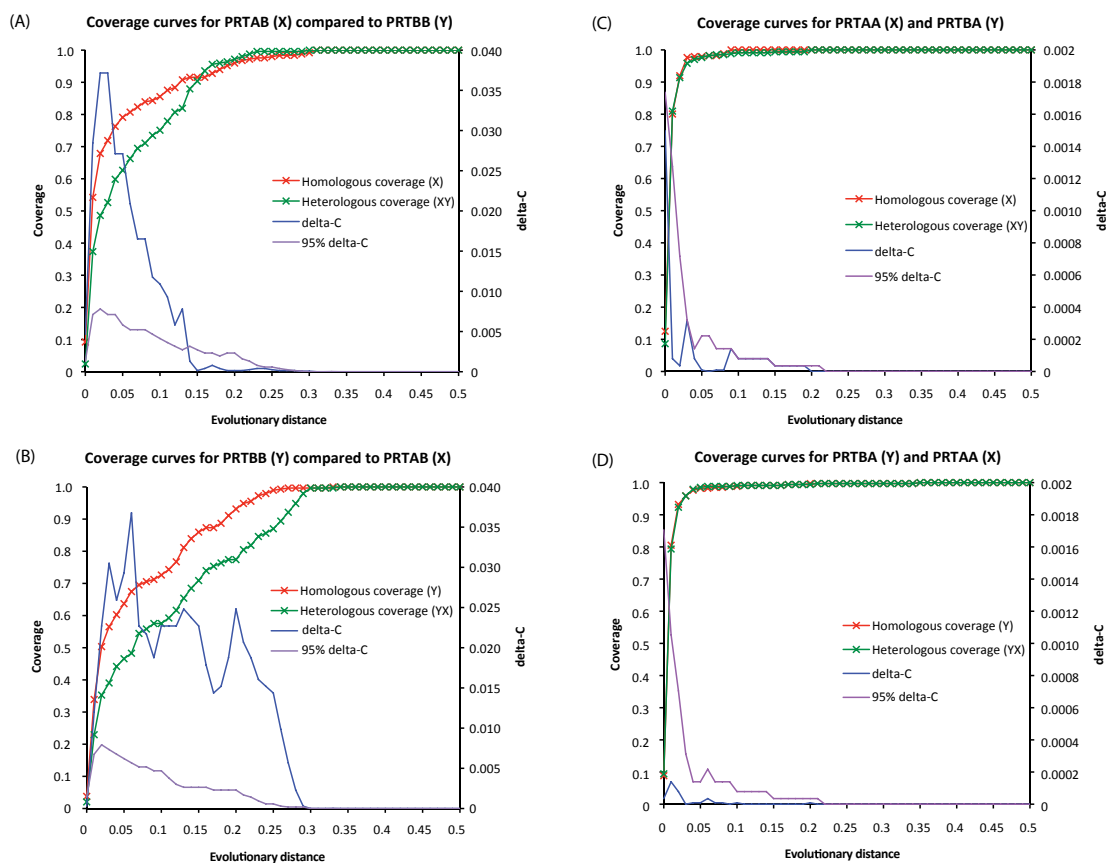 (A)
Coverage curves for PRTAB (X) compared to PRTBB (Y)
1.0
0.9
0.8
0.7
0.6
0.5
0.4
0.3
0.2
0.1
0
Coverage
0.040
0.030
0.020
0.010
0.005
0
delta-C
Homologous coverage (X)
Heterologous coverage (XY)
delta-C
95% delta-C
0 0.05 0.1 0.15 0.2 0.25 0.3 0.35 0.4 0.45 0.5
Evolutionary distance
(B)
Coverage curves for PRTBB (Y) compared to PRTAB (X)
1.0
0.9
0.8
0.7
0.6
0.5
0.4
0.3
0.2
0.1
0
Coverage
0.040
0.035
0.030
0.025
0.020
0.015
0.010
0.005
0
delta-C
Homologous coverage (Y)
Heterologous coverage (YX)
delta-C
95% delta-C
0 0.05 0.1 0.15 0.2 0.25 0.3 0.35 0.4 0.45 0.5
Evolutionary distance
(C)
Coverage curves for PRTAA (X) and PRTBA (Y)
1.0
0.9
0.8
0.7
0.6
0.5
0.4
0.3
0.2
0.1
0
Coverage
0.002
0.0018
0.0016
0.0014
0.0012
0.0010
0.0008
0.0006
0.0004
0.0002
0
delta-C
Homologous coverage (X)
Heterologous coverage (XY)
delta-C
95% delta-C
0 0.05 0.1 0.15 0.2 0.25 0.3 0.35 0.4 0.45 0.5
Evolutionary distance
(D)
Coverage curves for PRTBA (Y) and PRTAA (X)
1.0
0.9
0.8
0.7
0.6
0.5
0.4
0.3
0.2
0.1
0
Coverage
0.002
0.0018
0.0016
0.0014
0.0012
0.0010
0.0008
0.0006
0.0004
0.0002
0
delta-C
Homologous coverage (Y)
Heterologous coverage (YX)
delta-C
95% delta-C
0 0.05 0.1 0.15 0.2 0.25 0.3 0.35 0.4 0.45 0.5
Evolutionary distance